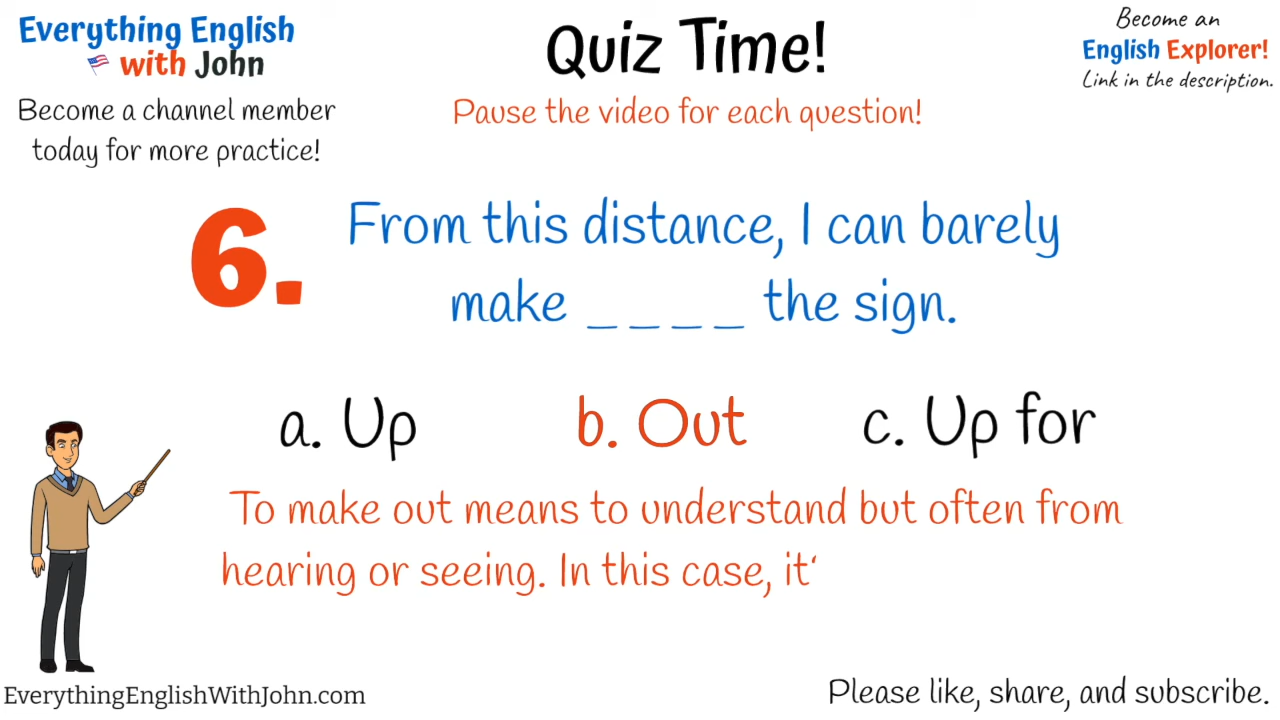 Everything English
with John
Become a channel member
today for more practice!
Quiz Time!
Pause the video for each question!
Become an
English Explorer!
Link in the description.
6. From this distance, I can barely
make _ _ _ _ the sign.
a. Up b. Out c. Up for
To make out means to understand but often from
hearing or seeing. In this case, it'
EverythingEnglishWithJohn.com
Please like, share, and subscribe.